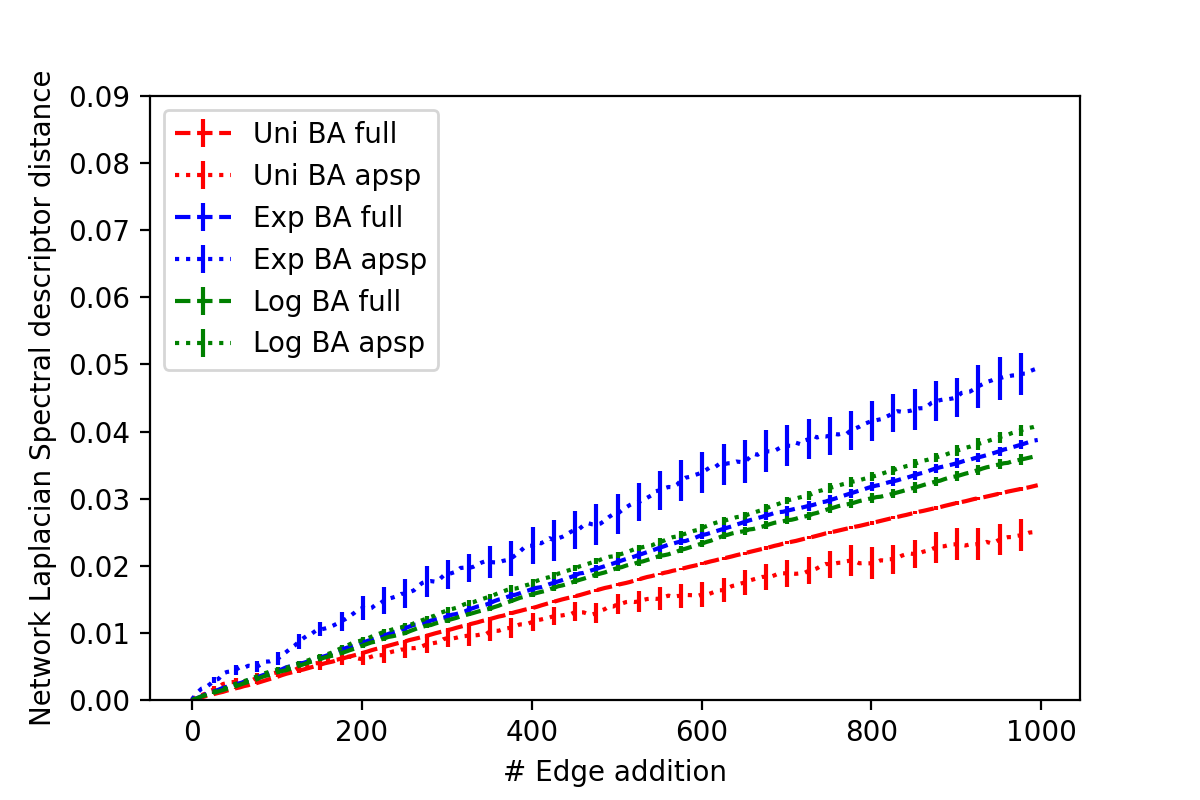 Network Laplacian Spectral descriptor distance
0.09
0.08
0.07
0.06
0.05
0.04
0.03
0.02
0.01
0.00
Uni BA full
Uni BA apsp
Exp BA full
Exp BA apsp
Log BA full
Log BA apsp
0 200 400 600 800 1000
# Edge addition